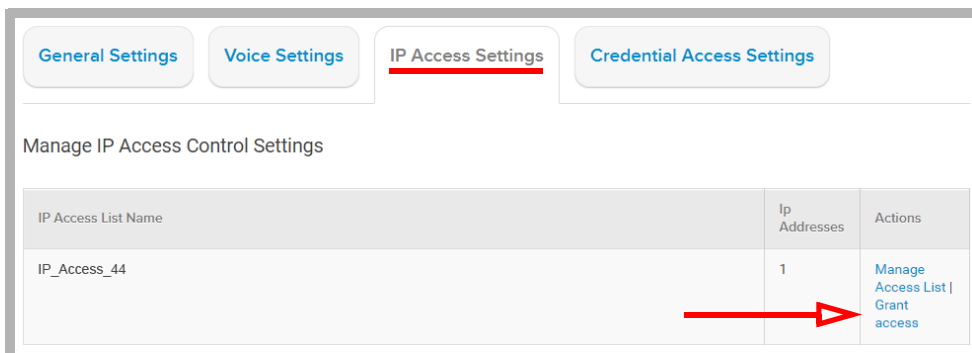 General Settings
Voice Settings
IP Access Settings
Credential Access Settings
Manage IP Access Control Settings
IP Access List Name
Ip
Addresses
Actions
IP_Access_44
1
Manage
Access List |
Grant
access